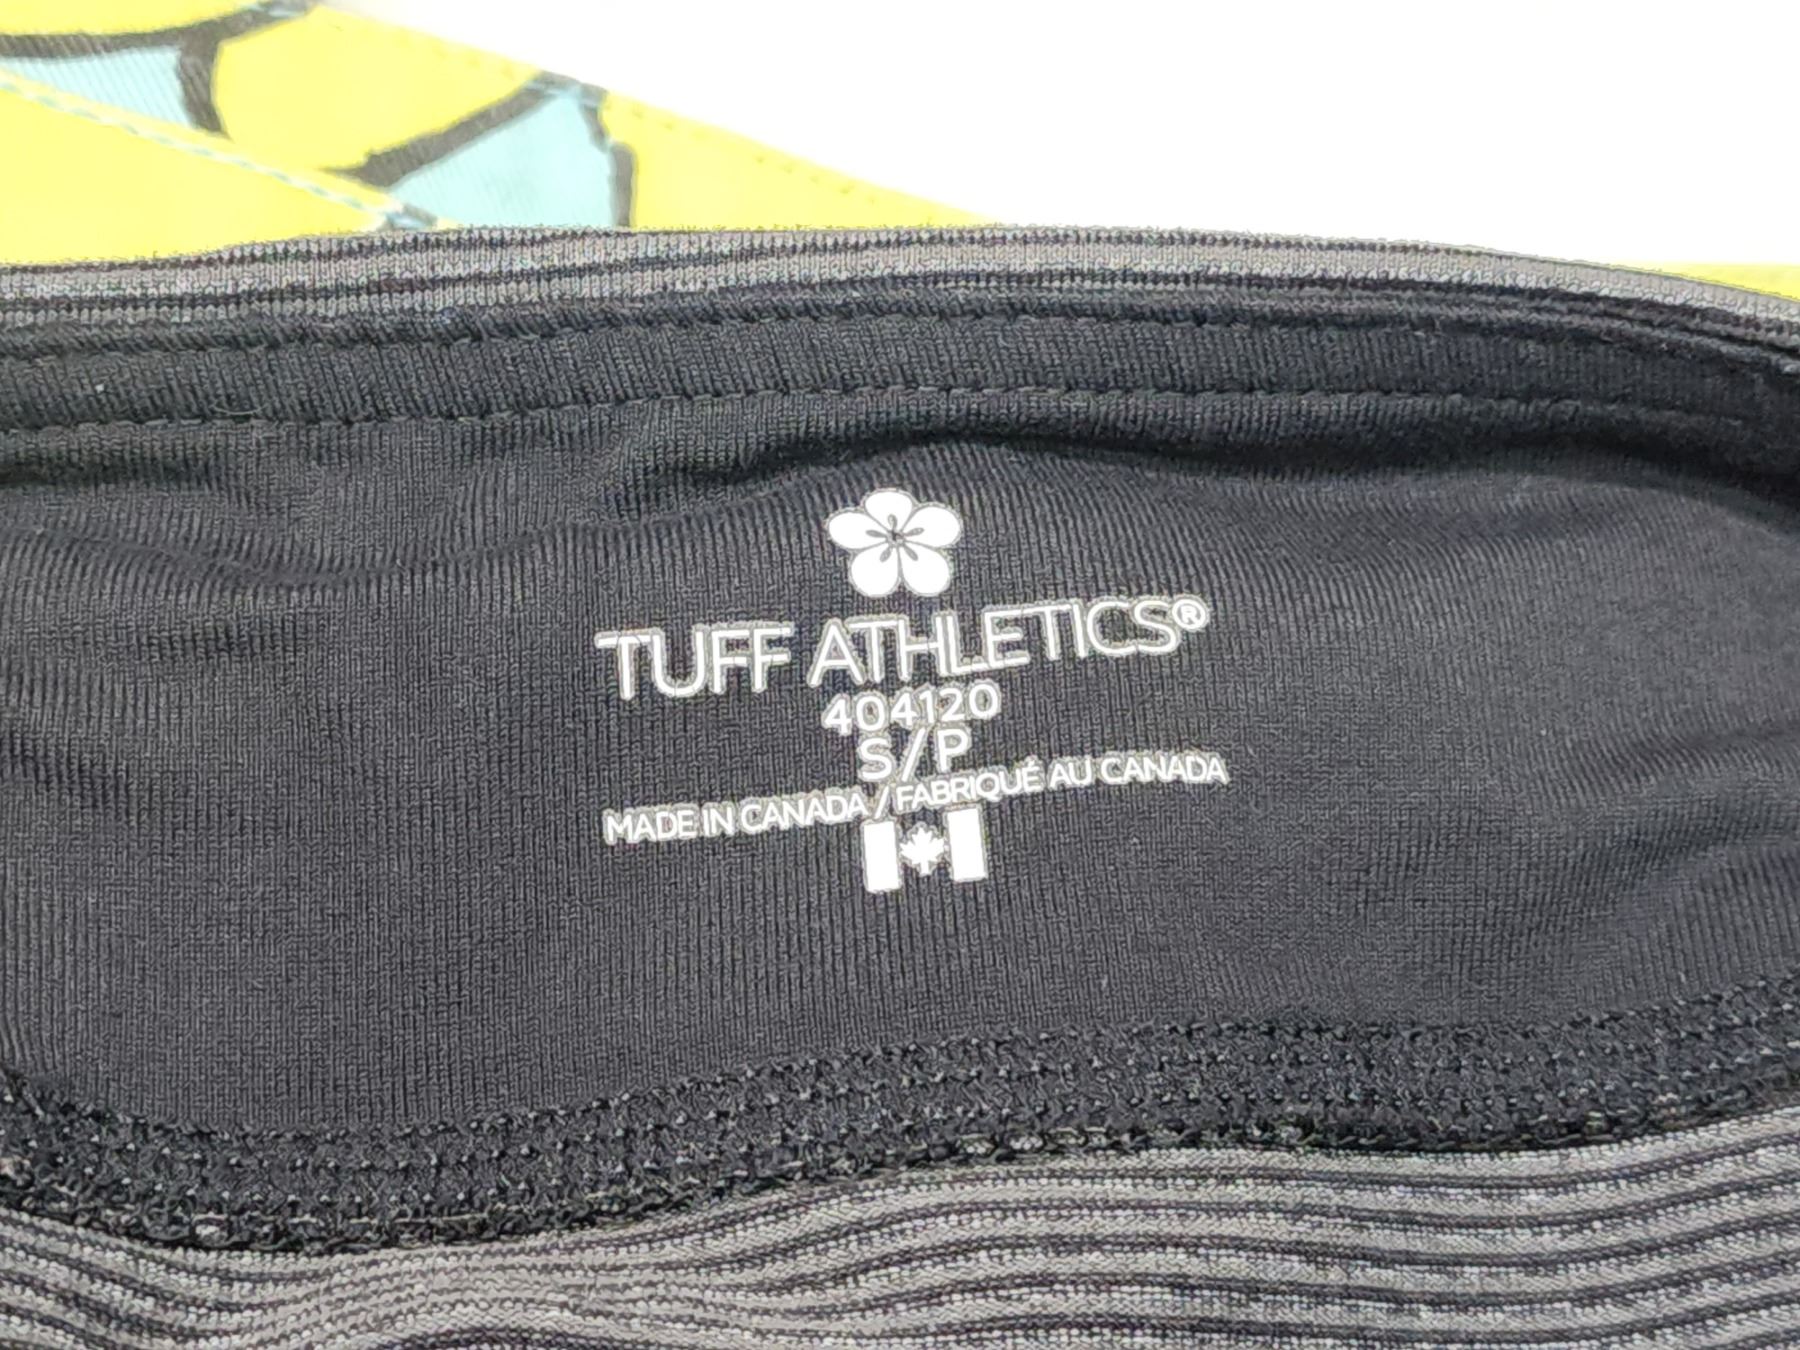 TUFF ATHLETICS®
404120
S/P
MADE IN CANADA / FABRIQUÉ AU CANADA